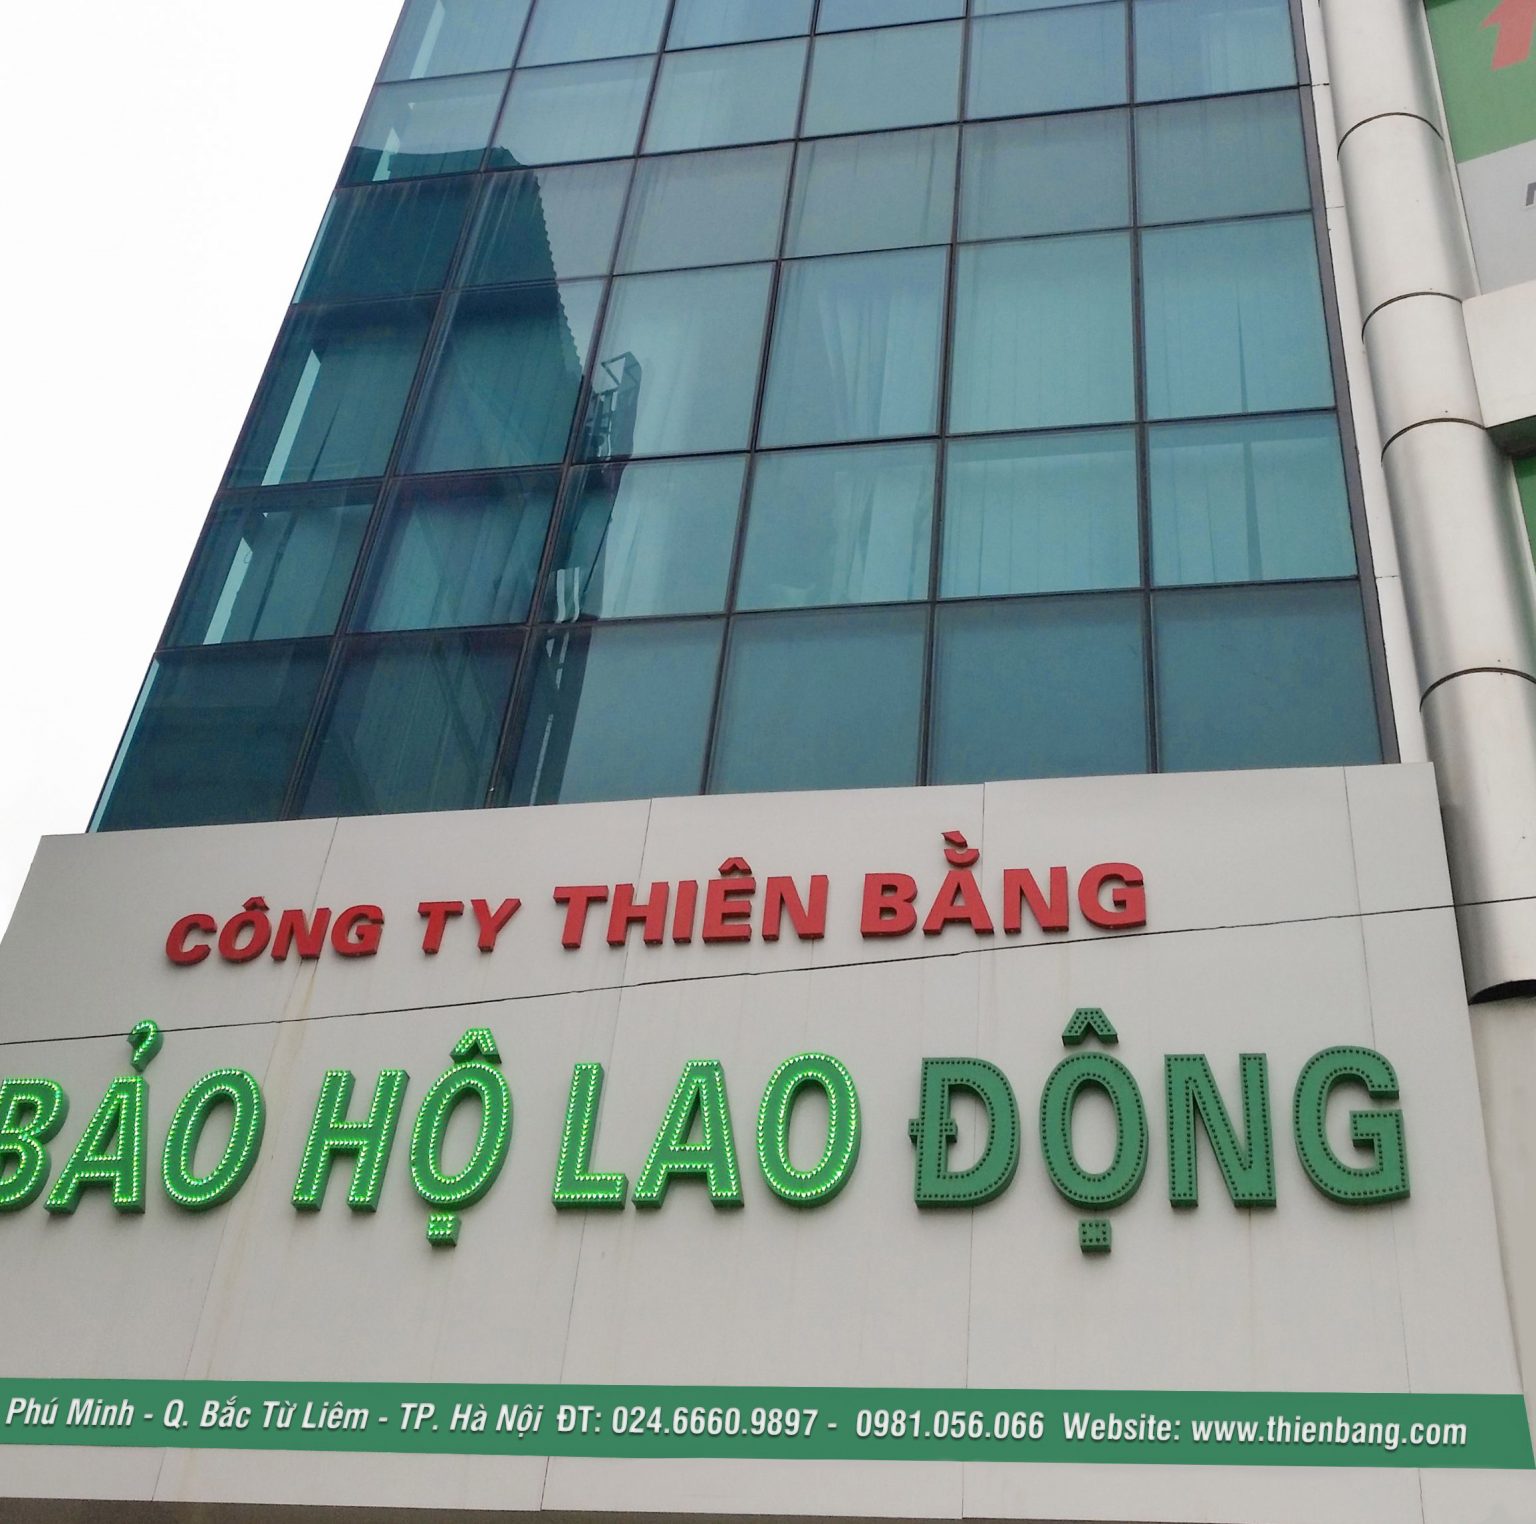 CÔNG TY THIÊN BẰNG
BẢO HỘ LAO ĐỘNG
Phú Minh - Q. Bắc Từ Liêm - TP. Hà Nội ĐT: 024.6660.9897 - 0981.056.066 Website: www.thienbang.com